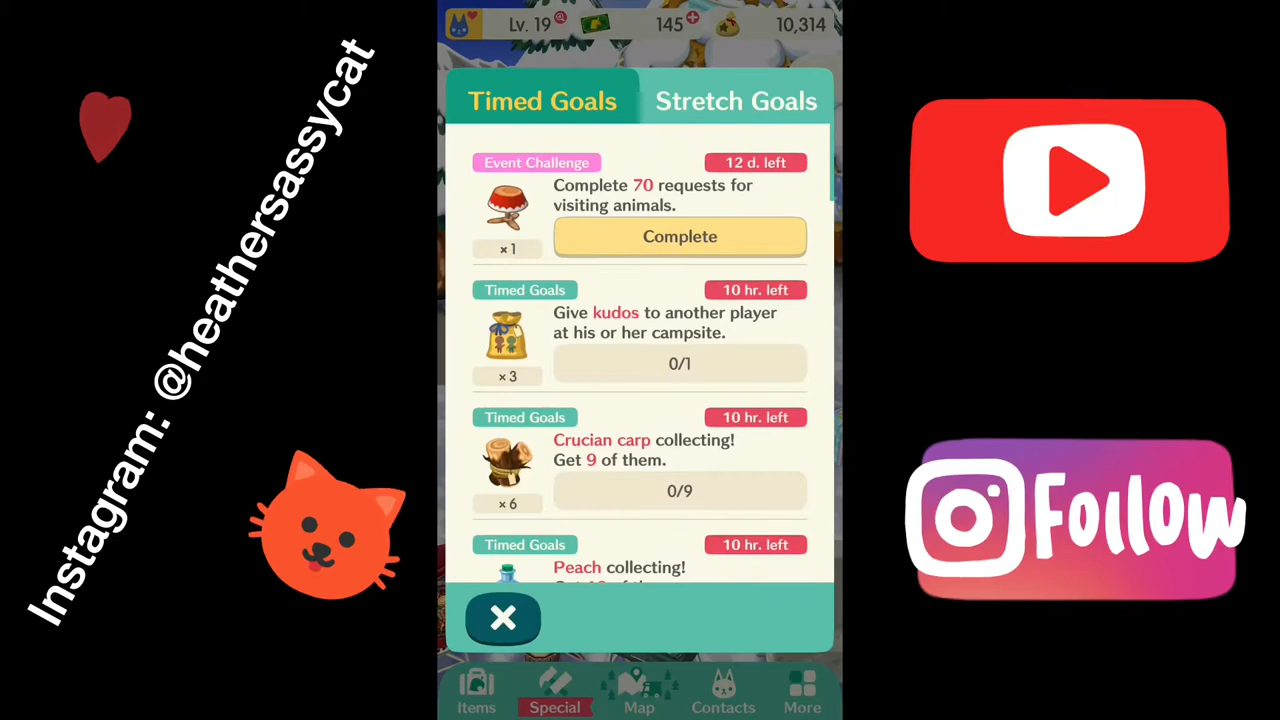 Instagram: @heathersassycat
Lv. 19
145
10,314
Timed Goals
Stretch Goals
Event Challenge
12 d. left
Complete 70 requests for
visiting animals.
×1
Complete
Timed Goals
10 hr. left
Give kudos to another player
at his or her campsite.
×3
0/1
Timed Goals
10 hr. left
Crucian carp collecting!
Get 9 of them.
×6
0/9
Timed Goals
10 hr. left
Peach collecting!
Items
Special
Map
Contacts
More
Follow